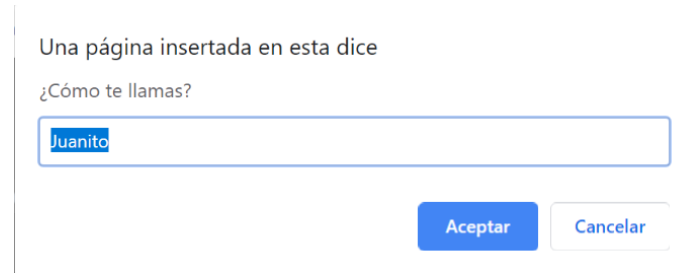 Una página insertada en esta dice
¿Cómo te llamas?
Juanito
Aceptar Cancelar